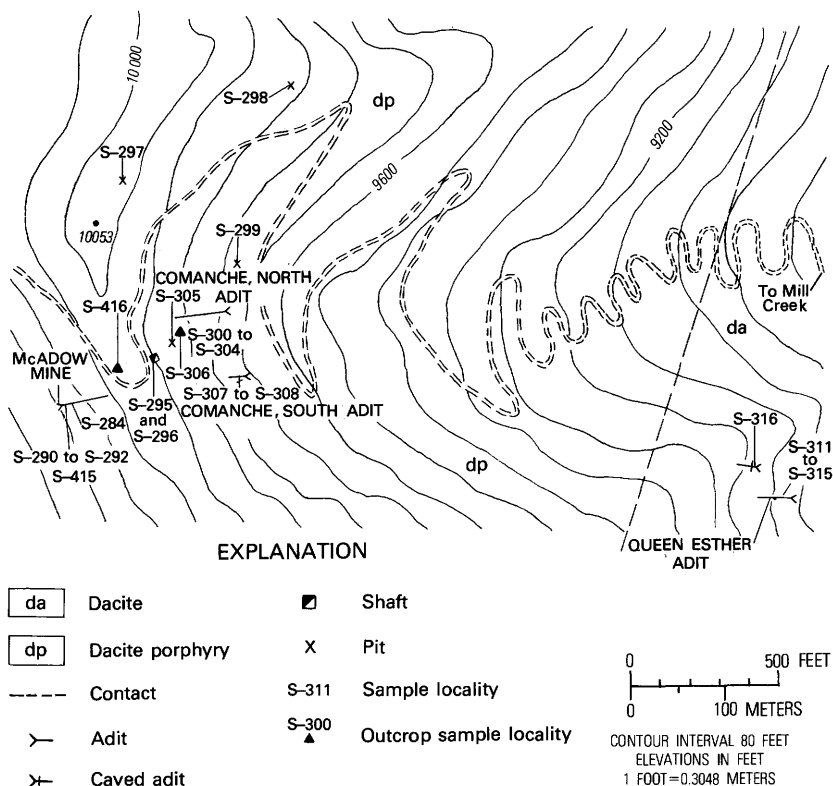 10 000
S-298
dp
S-297
9600
9200
10053
S-299
COMANCHE, NORTH
ADIT
S-305
S-416
S-300 to
S-304
To Mill
Creek
da
McADOW
MINE
S-306
S-307 to S-308
COMANCHE, SOUTH ADIT
S-295
and
S-296
S-284
S-290 to S-292
S-415
S-316
S-311
to
S-315
dp
QUEEN ESTHER
ADIT
EXPLANATION
da Dacite
dp Dacite porphyry
Contact
Adit
Caved adit
Shaft
X Pit
S-311 Sample locality
S-300 Outcrop sample locality
0 500 FEET
0 100 METERS
CONTOUR INTERVAL 80 FEET
ELEVATIONS IN FEET
1 FOOT=0.3048 METERS